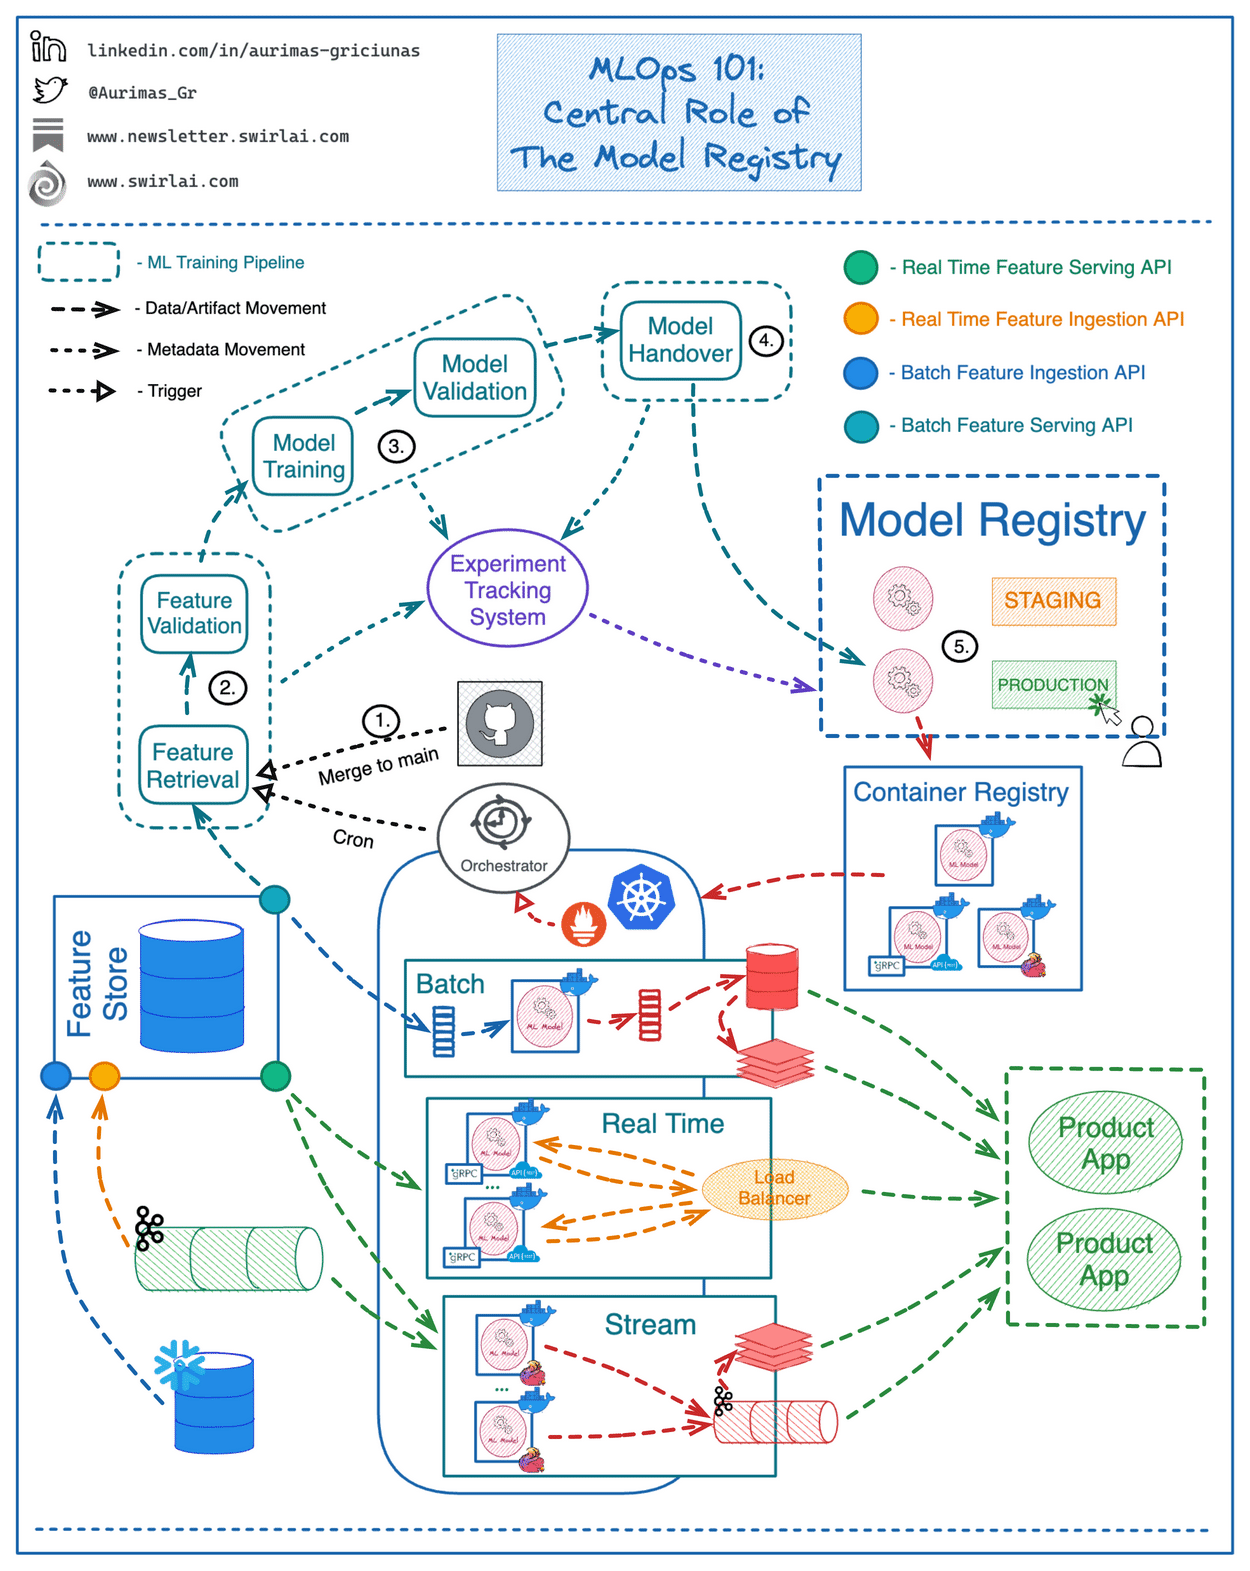 linkedin.com/in/aurimas-griciunas
@Aurimas_Gr
www.newsletter.swirlai.com
www.swirlai.com
MLOps 101:
Central Role of
The Model Registry
- ML Training Pipeline
- Data/Artifact Movement
- Metadata Movement
- Trigger
- Real Time Feature Serving API
- Real Time Feature Ingestion API
- Batch Feature Ingestion API
- Batch Feature Serving API
Model
Handover
4.
Model
Validation
Model
Training
3.
Experiment
Tracking
System
Feature
Validation
2.
Feature
Retrieval
1.
Merge to main
Cron
Orchestrator
Model Registry
STAGING
5.
PRODUCTION
Container Registry
ML Model
ML Model
gRPC
API
ML Model
Feature
Store
Batch
ML Model
Real Time
ML Model
gRPC
API
...
ML Model
gRPC
API
Load
Balancer
Stream
ML Model
...
ML Model
Product
App
Product
App